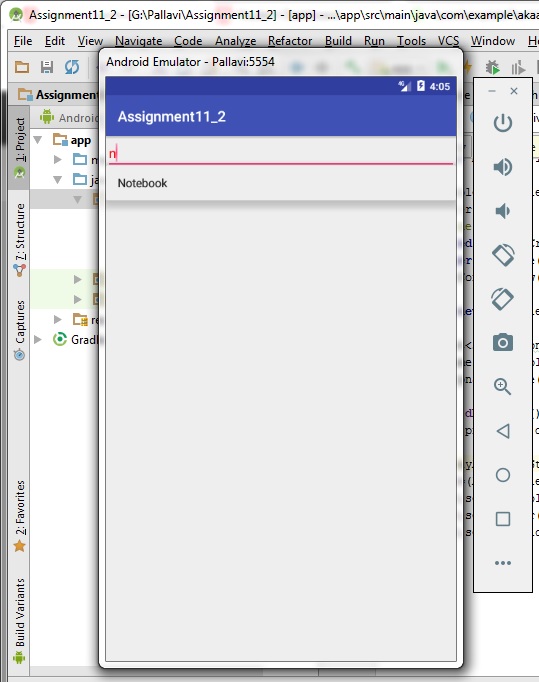 Assignment11_2 - [G:\Pallavi\Assignment11_2] - [app] - ...\app\src\main\java\com\example\akaa
File Edit View Navigate Code Analyze Refactor Build Run Tools VCS Window
Android Emulator - Pallavi:5554
4:05
Assignment11_2
n
Notebook
Assignment
Android
app
Gradl
1: Project
7: Structure
Captures
2: Favorites
Build Variants